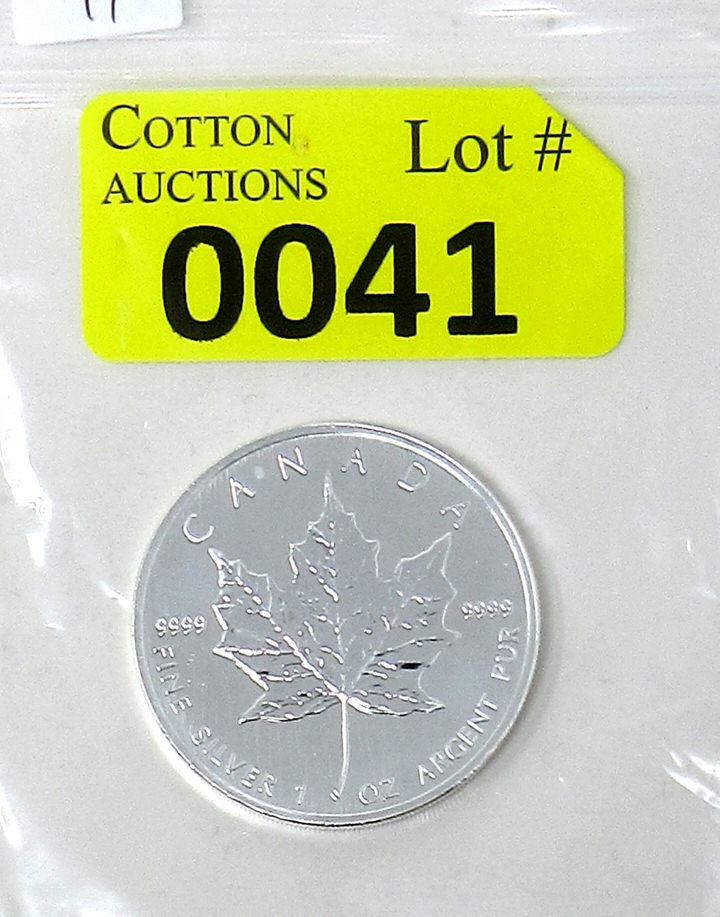 COTTON
AUCTIONS
Lot #
0041
CANADA
9999
9999
FINE SILVER 1 OZ ARGENT PUR